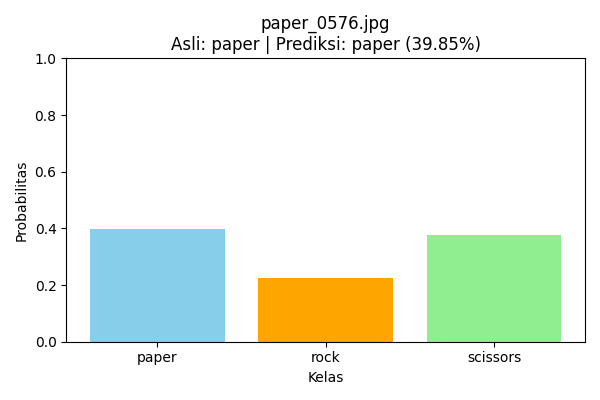 paper_0576.jpg
Asli: paper | Prediksi: paper (39.85%)
1.0
0.8
0.6
0.4
0.2
0.0
Probabilitas
paper rock scissors
Kelas